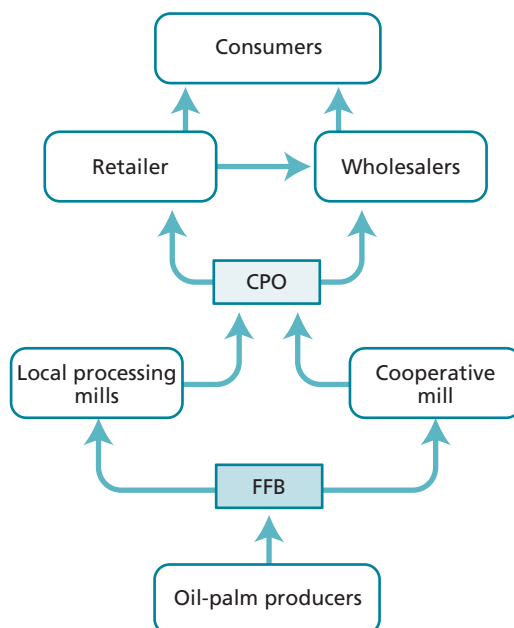 Consumers
Retailer
Wholesalers
CPO
Local processing
mills
Cooperative
mill
FFB
Oil-palm producers